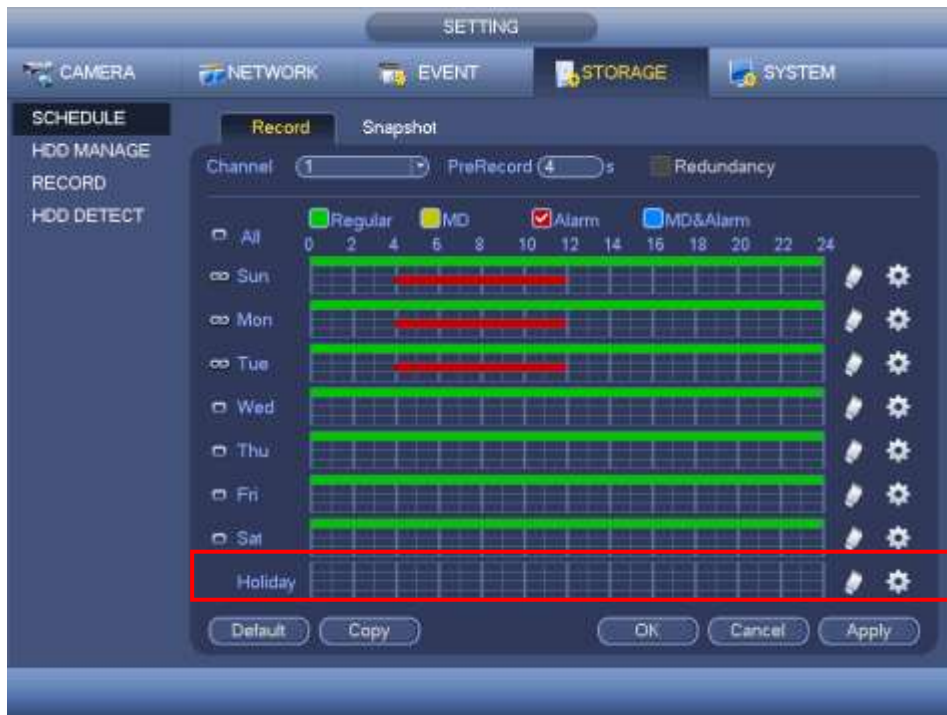 SETTING
CAMERA NETWORK EVENT STORAGE SYSTEM
SCHEDULE
HDD MANAGE
RECORD
HDD DETECT
Record Snapshot
Channel 1 PreRecord 4 s Redundancy
Regular MD Alarm MD&Alarm
All 0 2 4 6 8 10 12 14 16 18 20 22 24
Sun
Mon
Tue
Wed
Thu
Fri
Sat
Holiday
Default Copy OK Cancel Apply